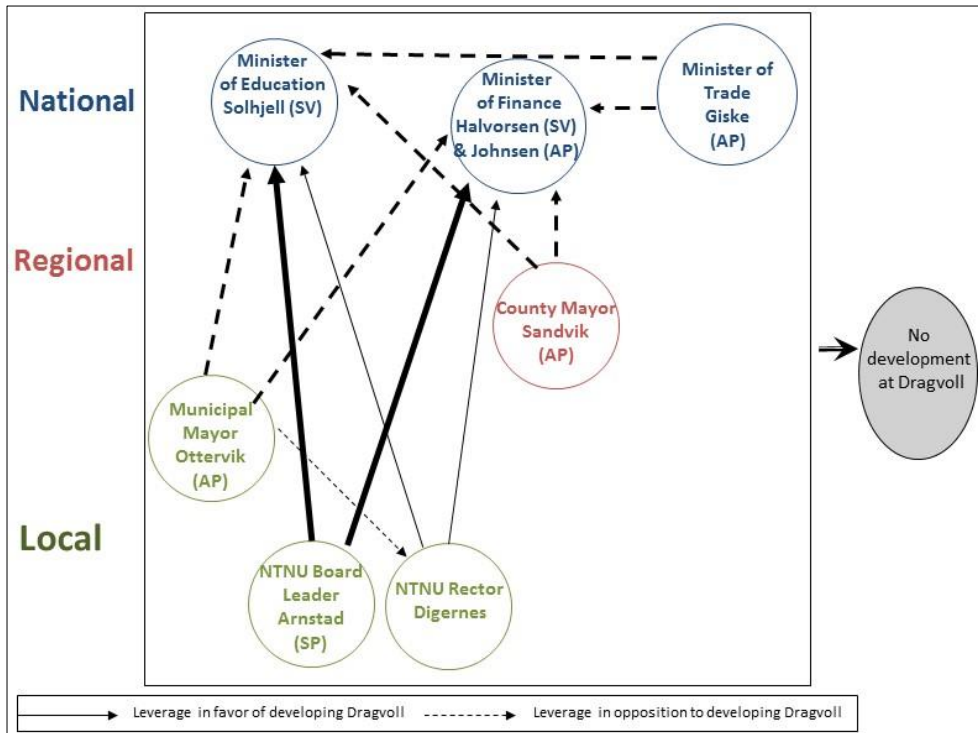 National
Minister
of Education
Solhjell (SV)
Minister
of Finance
Halvorsen (SV)
& Johnsen (AP)
Minister of
Trade
Giske
(AP)
Regional
County Mayor
Sandvik
(AP)
No
development
at Dragvoll
Municipal
Mayor
Ottervik
(AP)
Local
NTNU Board
Leader
Arnstad
(SP)
NTNU Rector
Digernes
Leverage in favor of developing Dragvoll
Leverage in opposition to developing Dragvoll